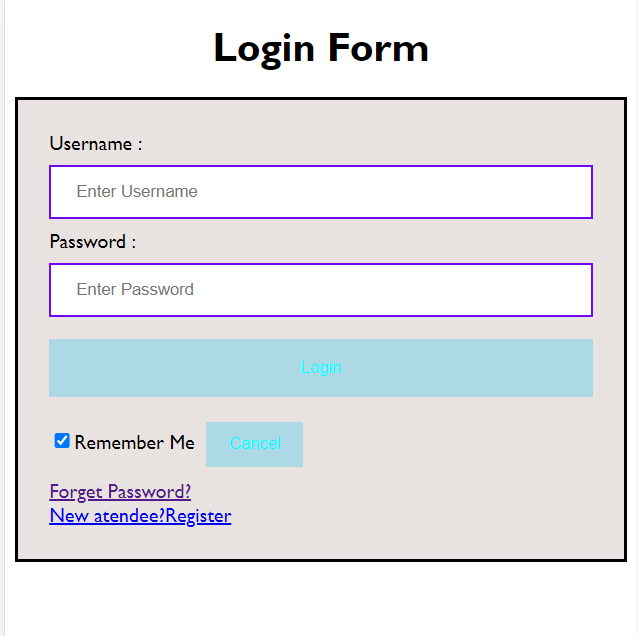 Login Form
Username :
Enter Username
Password :
Enter Password
Login
Remember Me Cancel
Forget Password?
New atendee?Register